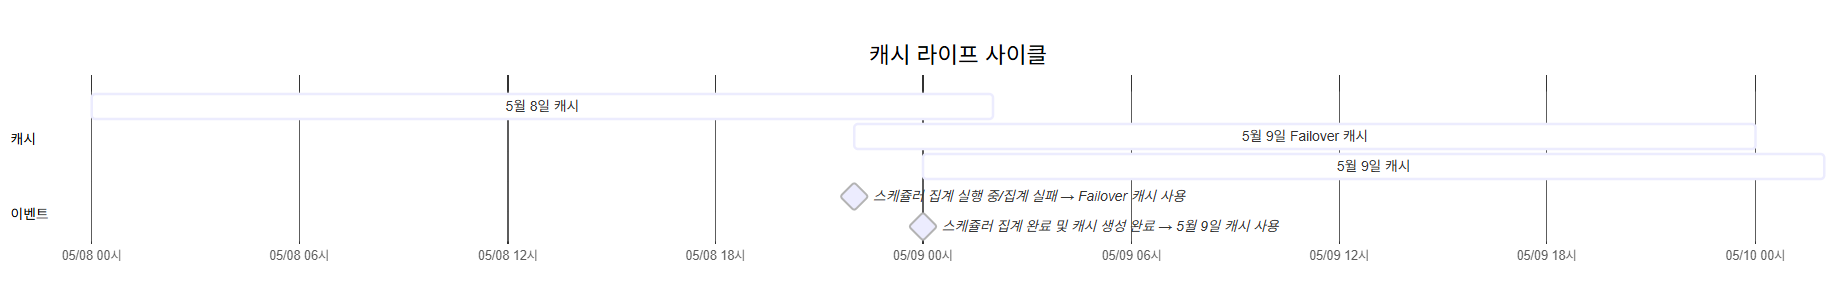 캐시 라이프 사이클
5월 8일 캐시
캐시
5월 9일 Failover 캐시
5월 9일 캐시
스케쥴러 집계 실행 중/집계 실패 → Failover 캐시 사용
이벤트
스케쥴러 집계 완료 및 캐시 생성 완료 → 5월 9일 캐시 사용
05/08 00시 05/08 06시 05/08 12시 05/08 18시 05/09 00시 05/09 06시 05/09 12시 05/09 18시 05/10 00시